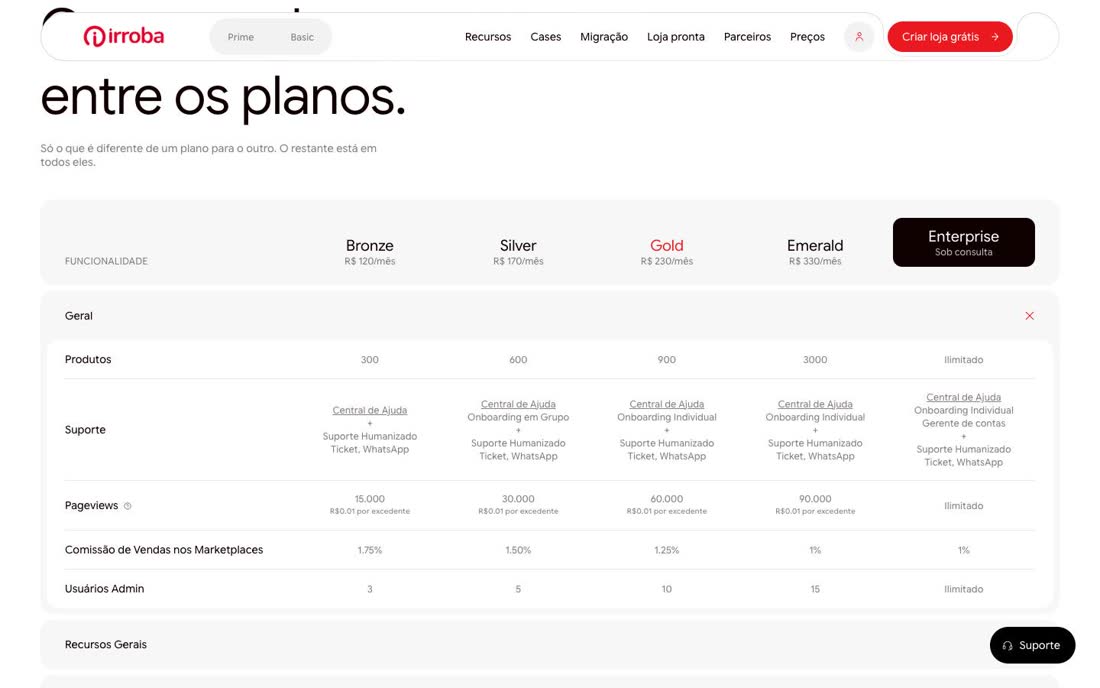 irroba
Prime
Basic
Recursos
Cases
Migração
Loja pronta
Parceiros
Preços
Criar loja grátis
entre os planos.
Só o que é diferente de um plano para o outro. O restante está em
todos eles.
FUNCIONALIDADE
Bronze
R$ 120/mês
Silver
R$ 170/mês
Gold
R$ 230/mês
Emerald
R$ 330/mês
Enterprise
Sob consulta
Geral
Produtos
300
600
900
3000
Ilimitado
Suporte
Central de Ajuda
+
Suporte Humanizado
Ticket, WhatsApp
Central de Ajuda
Onboarding em Grupo
+
Suporte Humanizado
Ticket, WhatsApp
Central de Ajuda
Onboarding Individual
+
Suporte Humanizado
Ticket, WhatsApp
Central de Ajuda
Onboarding Individual
+
Suporte Humanizado
Ticket, WhatsApp
Central de Ajuda
Onboarding Individual
Gerente de contas
+
Suporte Humanizado
Ticket, WhatsApp
Pageviews
15.000
R$0.01 por excedente
30.000
R$0.01 por excedente
60.000
R$0.01 por excedente
90.000
R$0.01 por excedente
Ilimitado
Comissão de Vendas nos Marketplaces
1.75%
1.50%
1.25%
1%
1%
Usuários Admin
3
5
10
15
Ilimitado
Recursos Gerais
Suporte